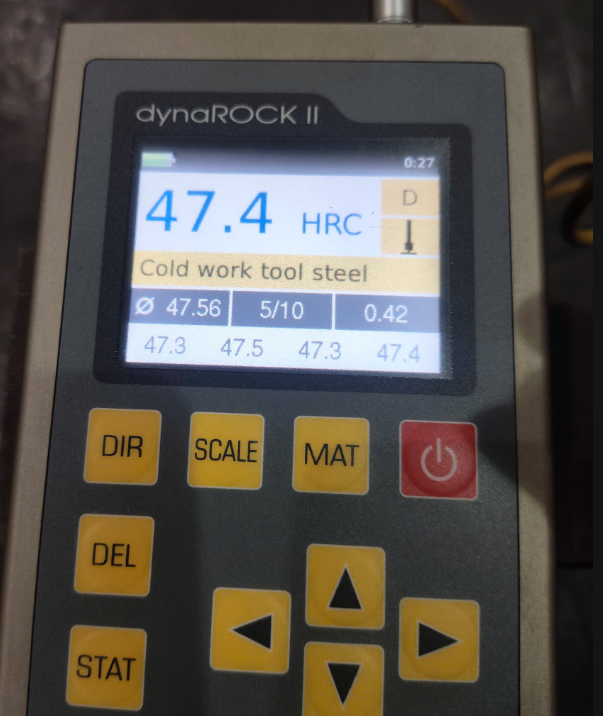 dynaROCK II
0:27
47.4 HRC
D
Cold work tool steel
Ø 47.56 5/10 0.42
47.3 47.5 47.3 47.4
DIR SCALE MAT
DEL
STAT